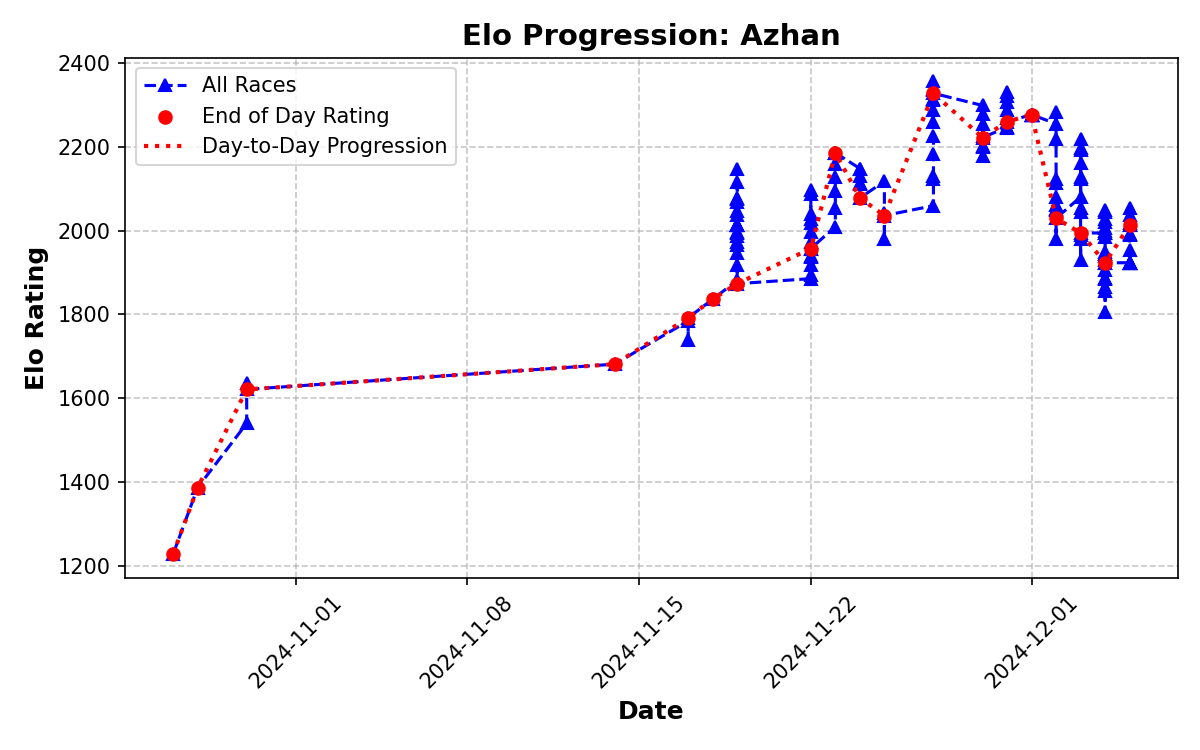 Elo Progression: Azhan
All Races
End of Day Rating
Day-to-Day Progression
Elo Rating
2400
2200
2000
1800
1600
1400
1200
2024-11-01
2024-11-08
2024-11-15
2024-11-22
2024-12-01
Date